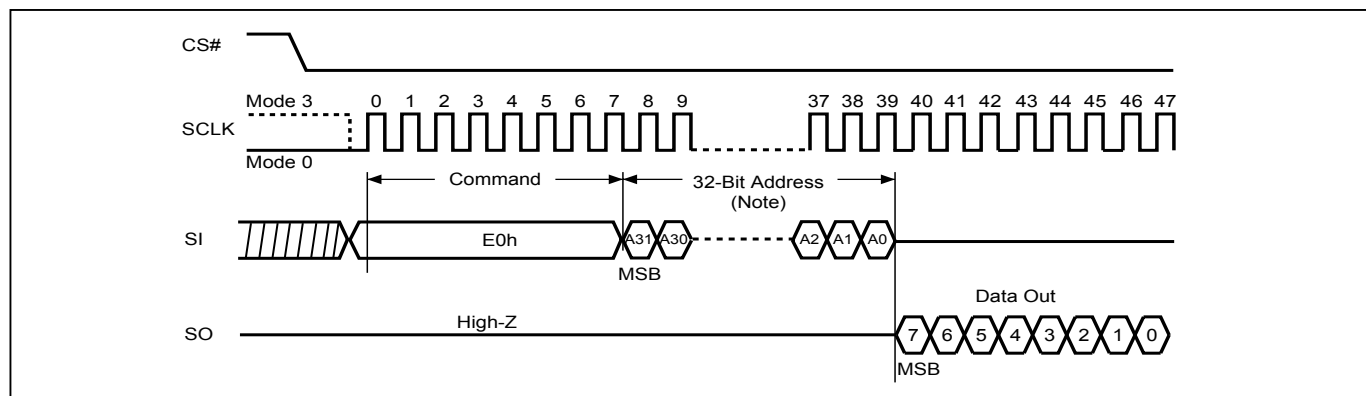 CS#
Mode 3 0 1 2 3 4 5 6 7 8 9 37 38 39 40 41 42 43 44 45 46 47
SCLK
Mode 0
Command 32-Bit Address
(Note)
SI E0h A31 A30 A2 A1 A0
MSB
Data Out
High-Z
SO 7 6 5 4 3 2 1 0
MSB